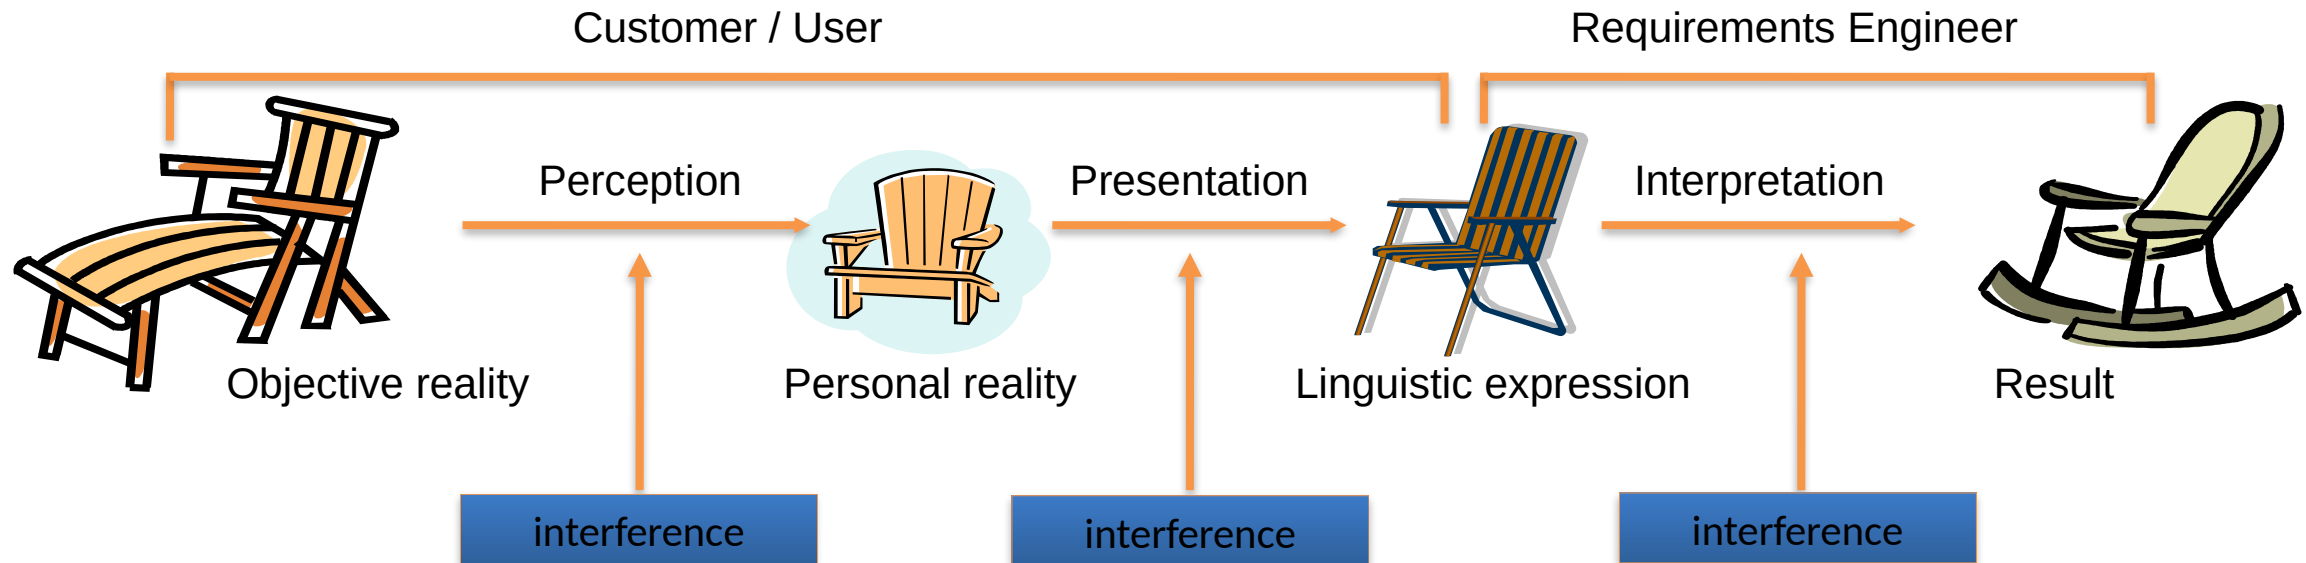 Customer / User
Requirements Engineer
Perception
Presentation
Interpretation
Objective reality
Personal reality
Linguistic expression
Result
interference
interference
interference